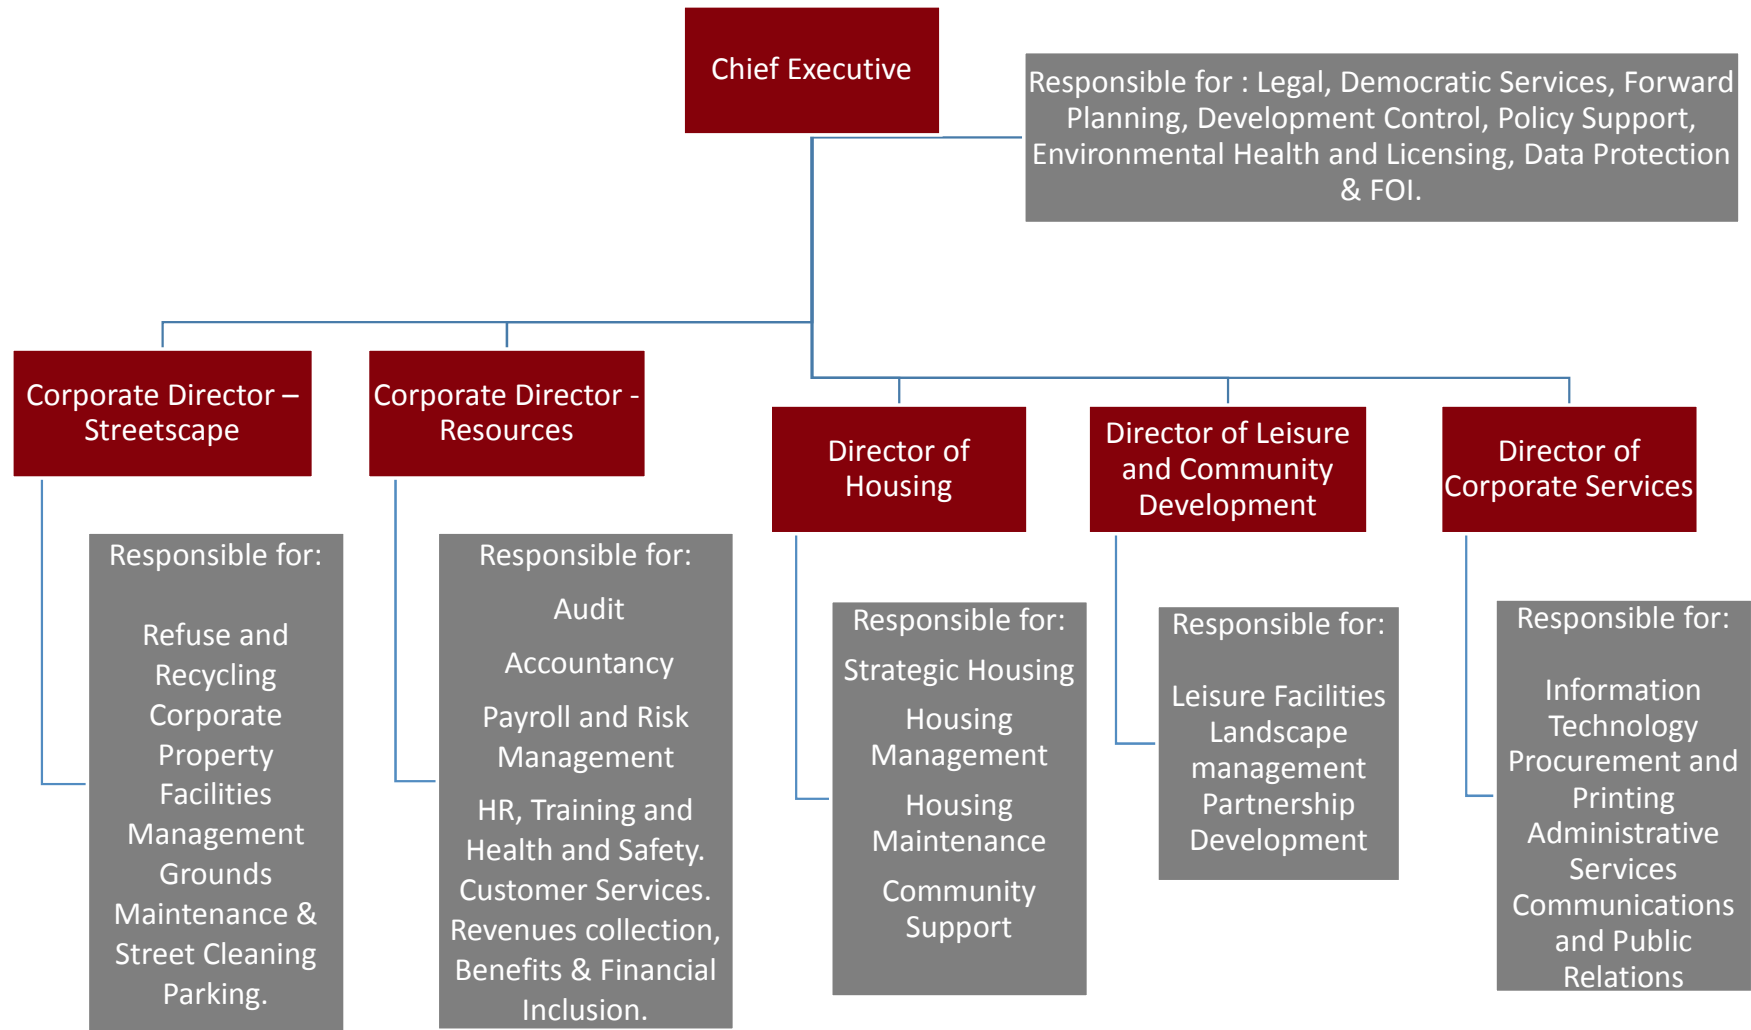 Chief Executive
Responsible for : Legal, Democratic Services, Forward
Planning, Development Control, Policy Support,
Environmental Health and Licensing, Data Protection
& FOI.
Corporate Director –
Streetscape
Corporate Director -
Resources
Director of
Housing
Director of Leisure
and Community
Development
Director of
Corporate Services
Responsible for:
Refuse and
Recycling
Corporate
Property
Facilities
Management
Grounds
Maintenance &
Street Cleaning
Parking.
Responsible for:
Audit
Accountancy
Payroll and Risk
Management
HR, Training and
Health and Safety.
Customer Services.
Revenues collection,
Benefits & Financial
Inclusion.
Responsible for:
Strategic Housing
Housing
Management
Housing
Maintenance
Community
Support
Responsible for:
Leisure Facilities
Landscape
management
Partnership
Development
Responsible for:
Information
Technology
Procurement and
Printing
Administrative
Services
Communications
and Public
Relations